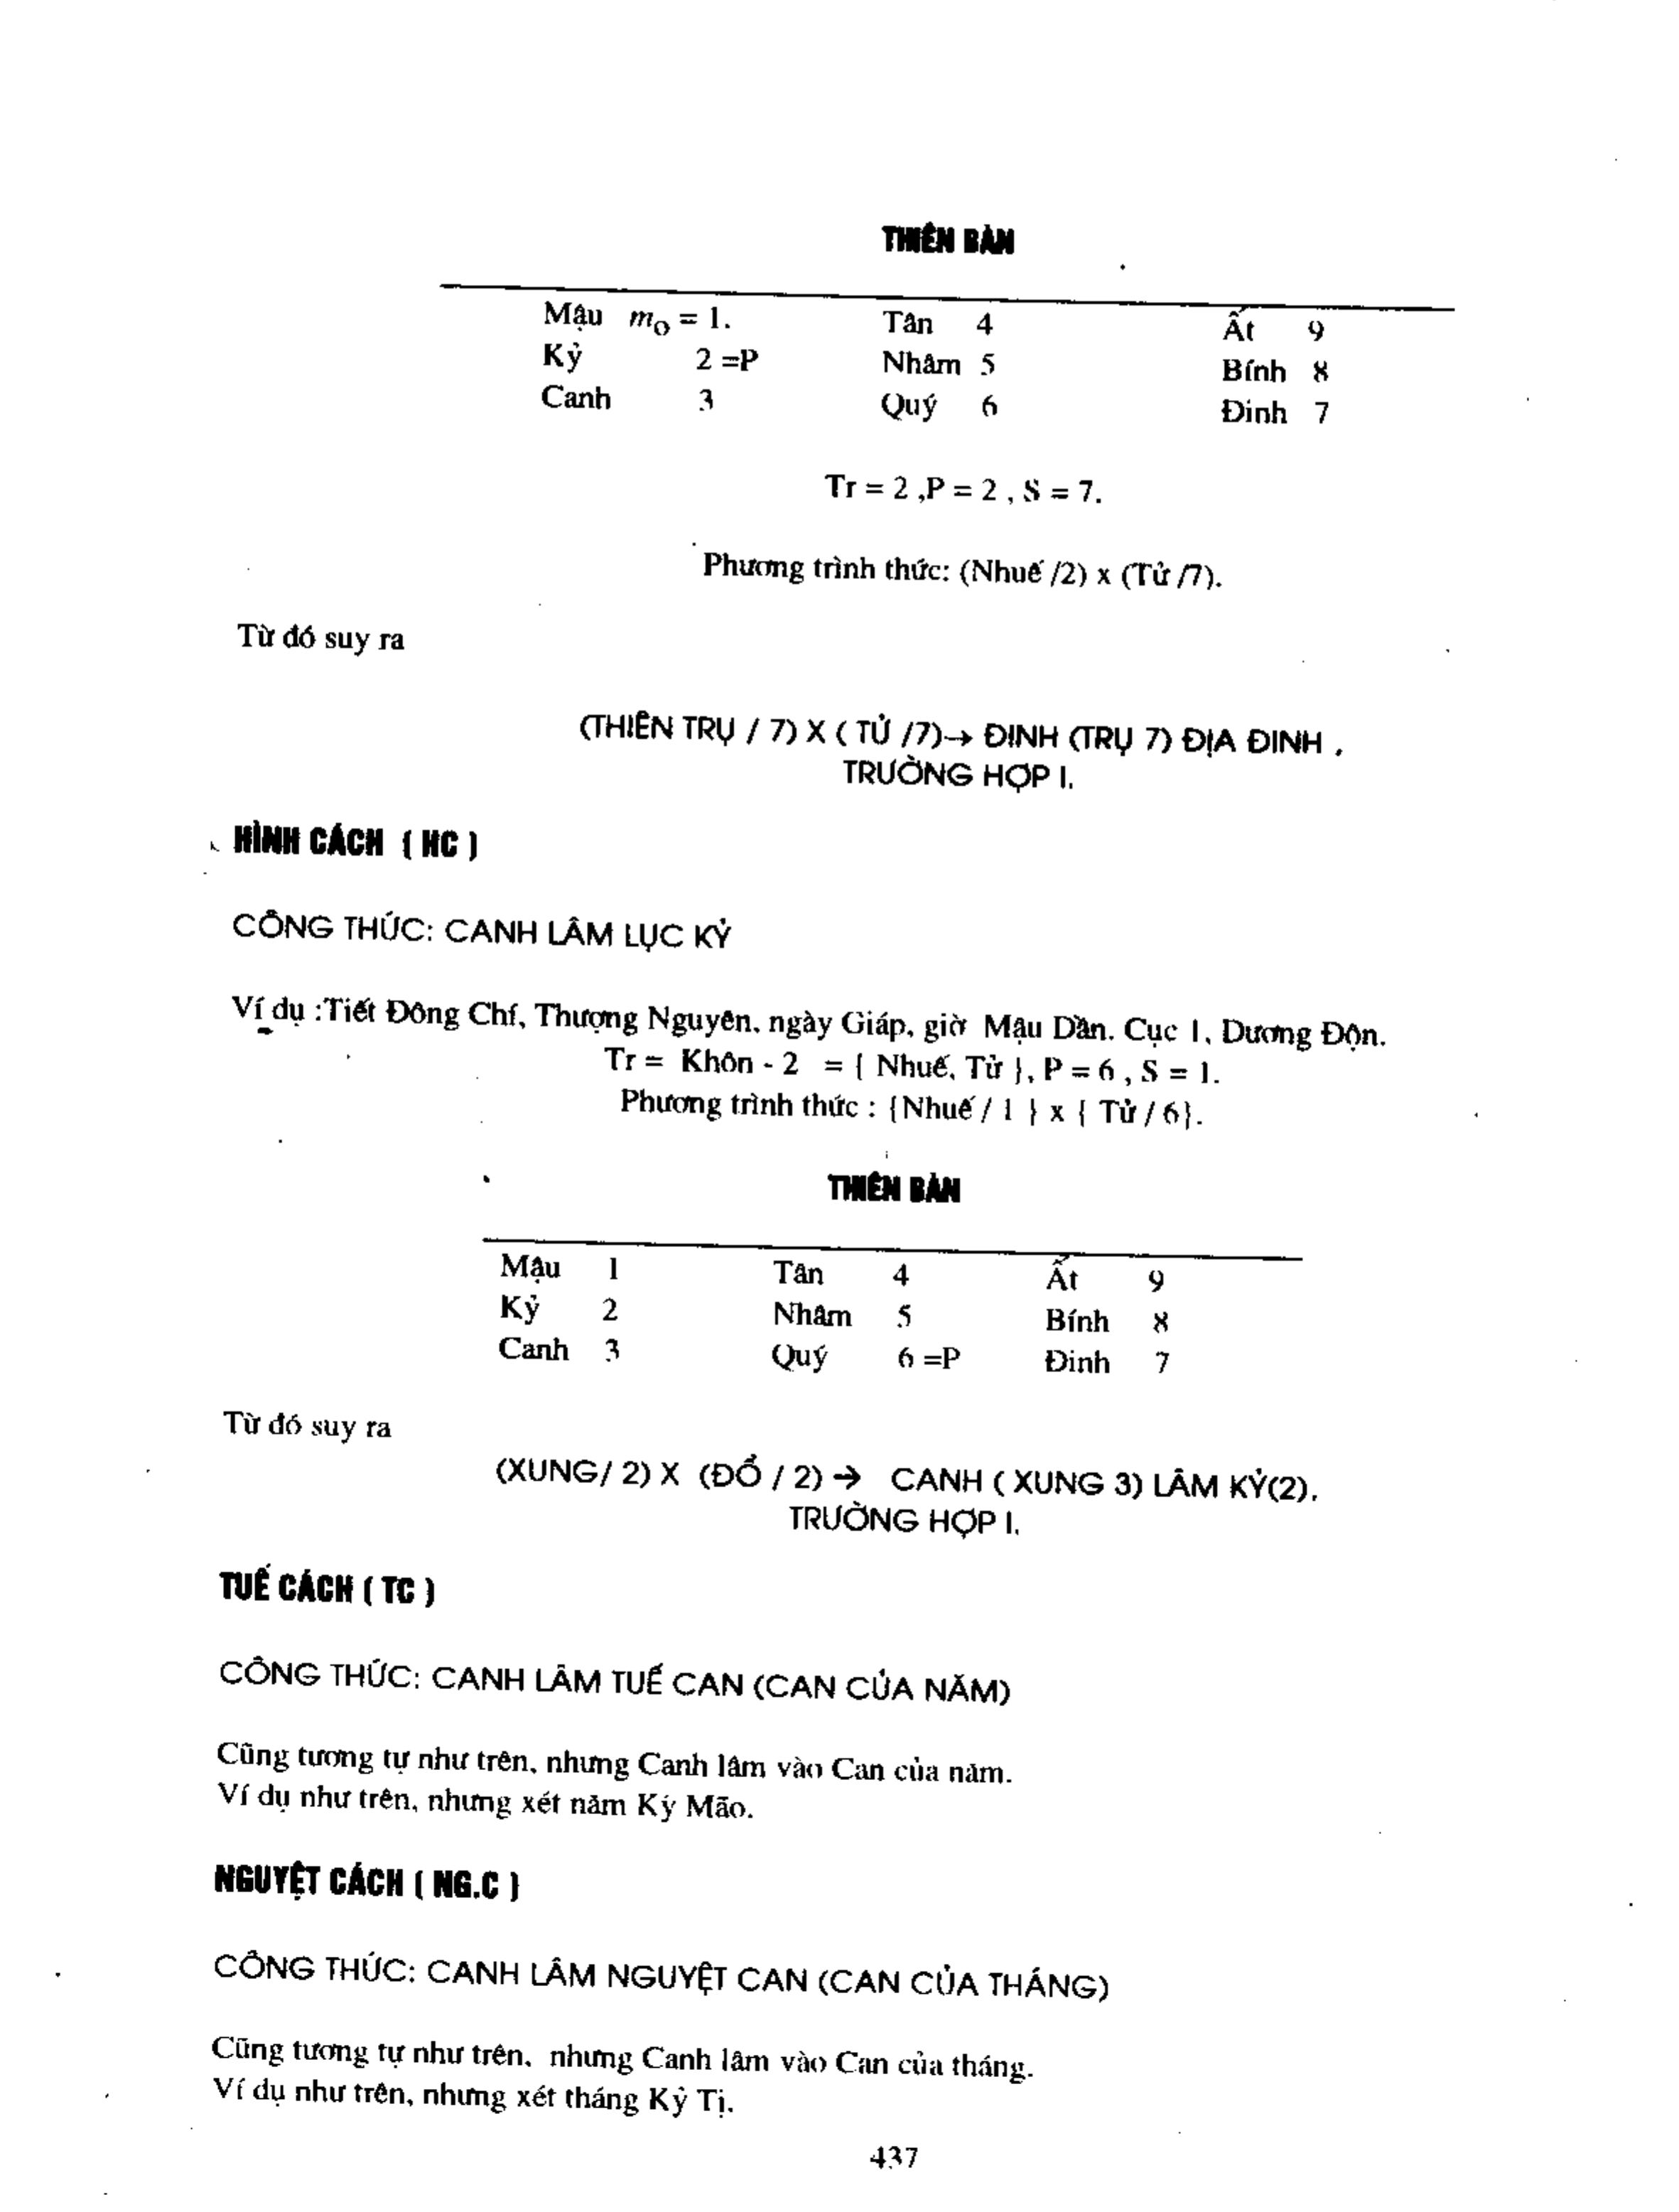 THIÊN BÀN
Mậu m₀ = 1. Tân 4 Ất 9
Kỷ 2 =P Nhâm 5 Bính 8
Canh 3 Quý 6 Đinh 7
Tr = 2 ,P = 2 , S = 7.
Phương trình thức: (Nhuế /2) x (Tử /7).
Từ đó suy ra
(THIÊN TRỤ / 7) X ( TỬ /7)→ ĐINH (TRỤ 7) ĐỊA ĐINH .
TRƯỜNG HỢP I.
HÌNH CÁCH ( HC )
CÔNG THỨC: CANH LÂM LỤC KỶ
Ví dụ :Tiết Đông Chí, Thượng Nguyên, ngày Giáp, giờ Mậu Dần. Cục 1, Dương Độn.
Tr = Khôn - 2 = { Nhuế, Tử }, P = 6 , S = 1.
Phương trình thức : {Nhuế / 1 } x { Tử / 6}.
THIÊN BÀN
Mậu 1 Tân 4 Ất 9
Kỷ 2 Nhâm 5 Bính 8
Canh 3 Quý 6 =P Đinh 7
Từ đó suy ra
(XUNG/ 2) X (ĐỔ / 2) → CANH ( XUNG 3) LÂM KỶ(2).
TRƯỜNG HỢP I.
TUẾ CÁCH ( TC )
CÔNG THỨC: CANH LÂM TUẾ CAN (CAN CỦA NĂM)
Cũng tương tự như trên, nhưng Canh lâm vào Can của năm.
Ví dụ như trên, nhưng xét năm Kỷ Mão.
NGUYỆT CÁCH ( NG.C )
CÔNG THỨC: CANH LÂM NGUYỆT CAN (CAN CỦA THÁNG)
Cũng tương tự như trên, nhưng Canh lâm vào Can của tháng.
Ví dụ như trên, nhưng xét tháng Kỷ Tị.
437